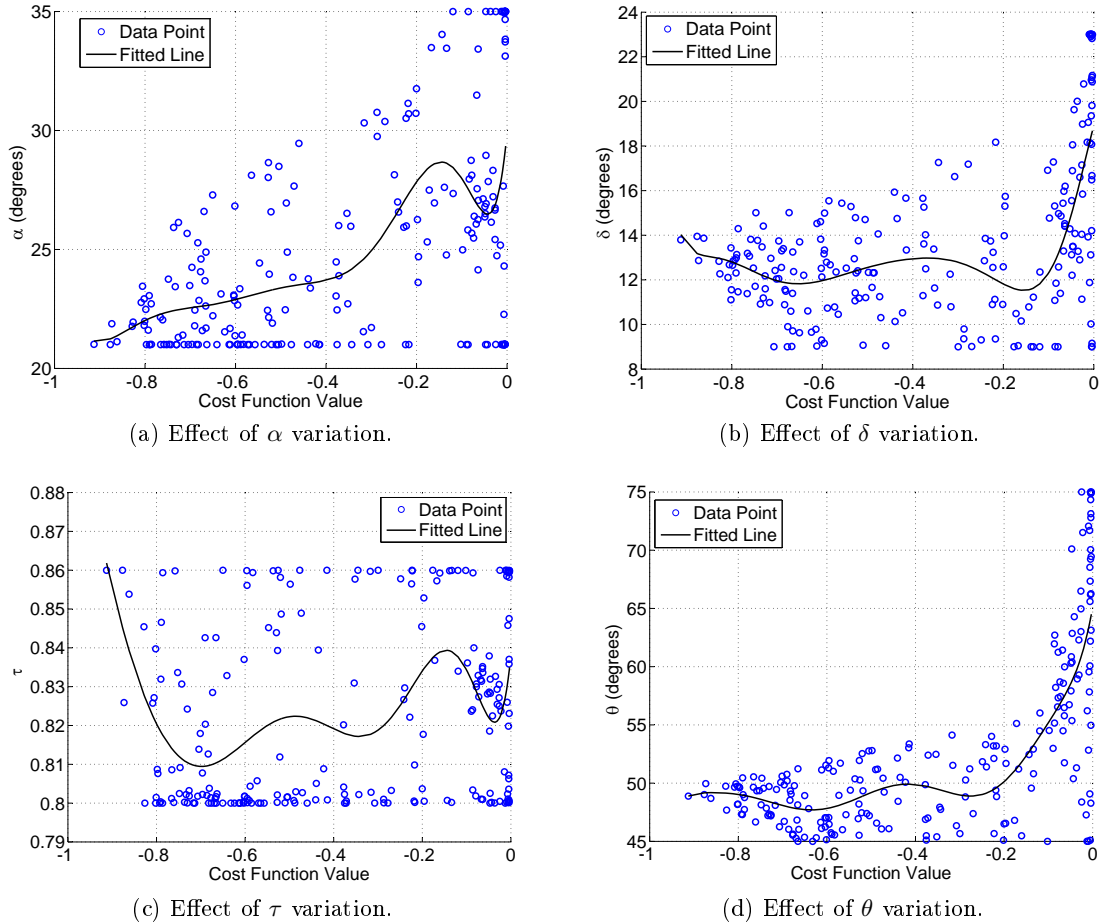 35
30
25
20
-1
-0.8
-0.6
-0.4
-0.2
0
α (degrees)
Cost Function Value
Data Point
Fitted Line
(a) Effect of α variation.
24
22
20
18
16
14
12
10
8
-1
-0.8
-0.6
-0.4
-0.2
0
δ (degrees)
Cost Function Value
Data Point
Fitted Line
(b) Effect of δ variation.
0.88
0.87
0.86
0.85
0.84
0.83
0.82
0.81
0.8
0.79
-1
-0.8
-0.6
-0.4
-0.2
0
τ
Cost Function Value
Data Point
Fitted Line
(c) Effect of τ variation.
75
70
65
60
55
50
45
-1
-0.8
-0.6
-0.4
-0.2
0
θ (degrees)
Cost Function Value
Data Point
Fitted Line
(d) Effect of θ variation.